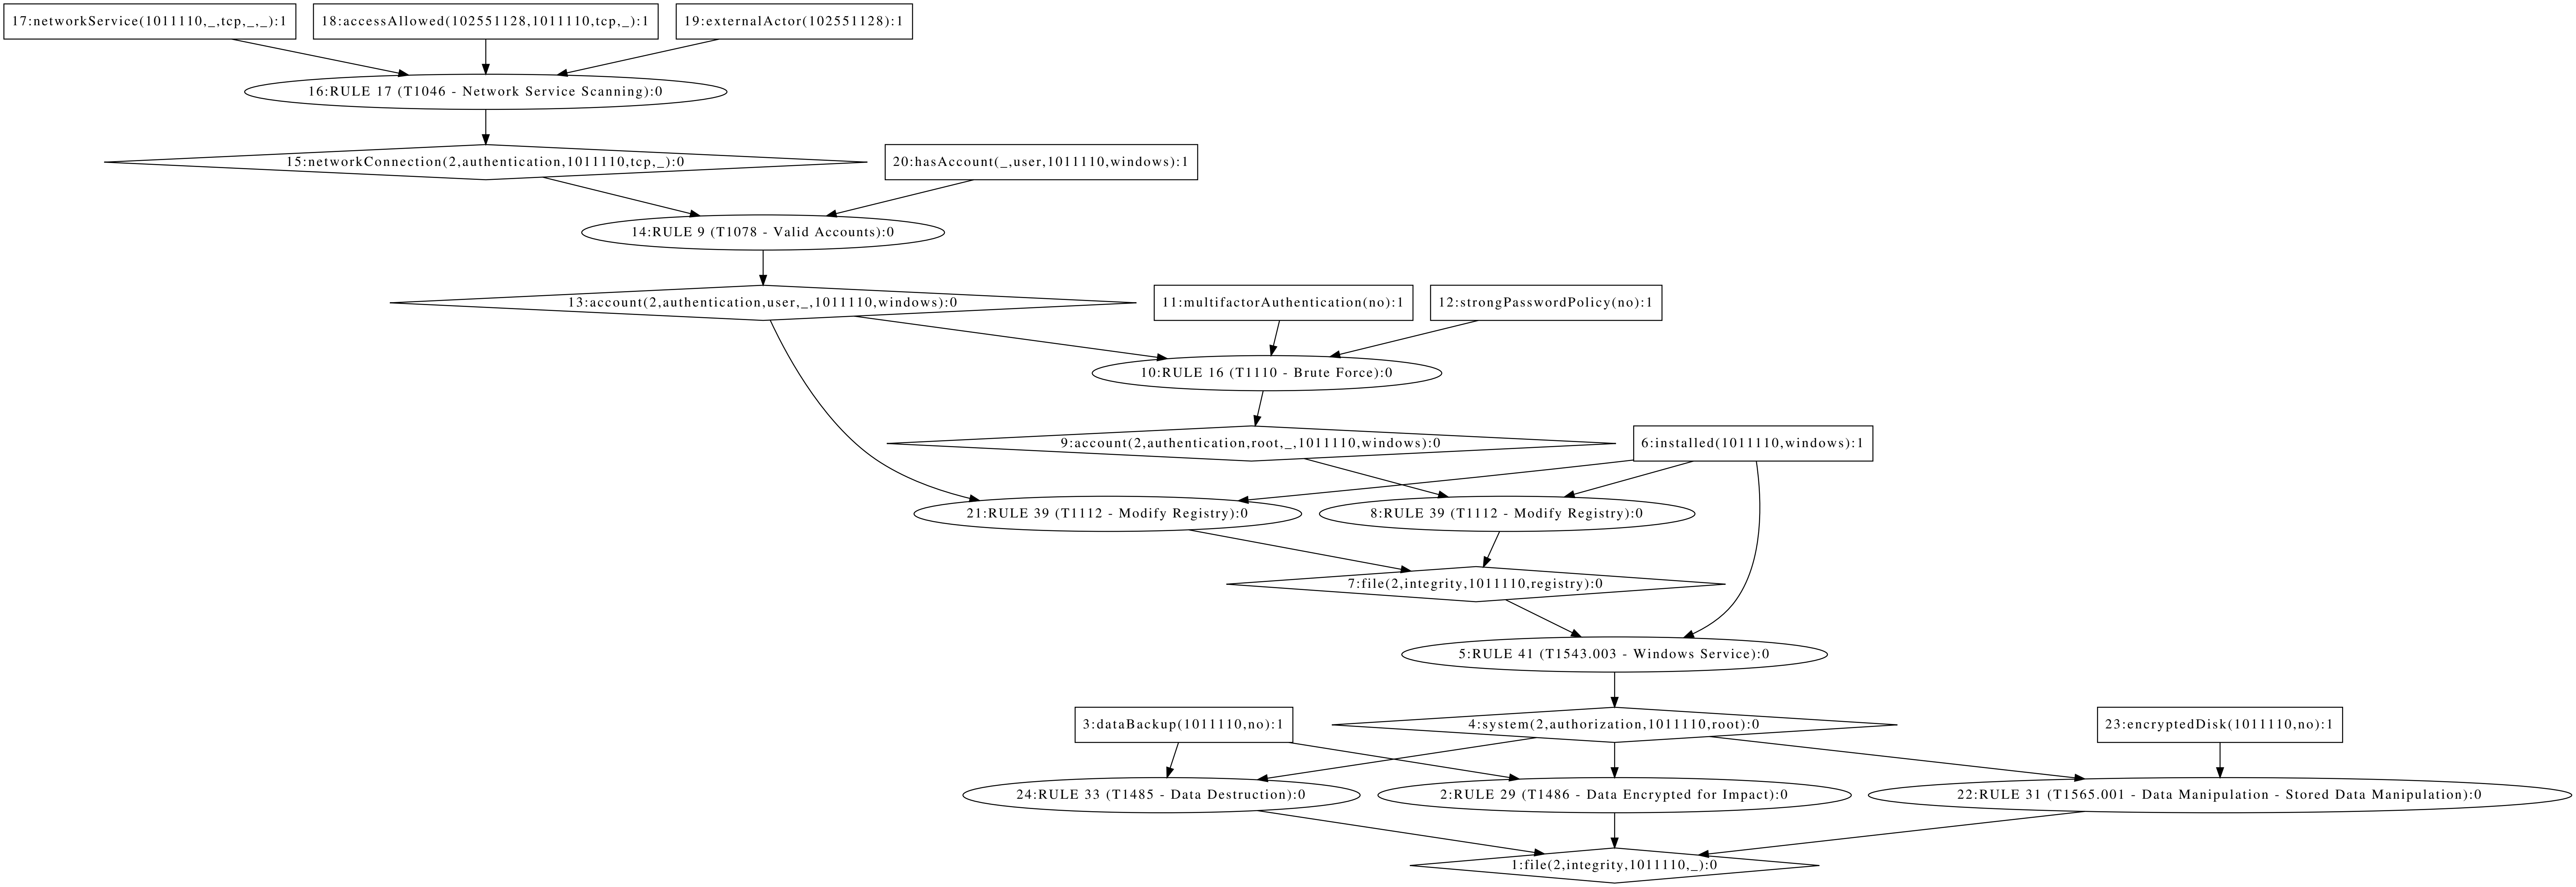 17:networkService(1011110,_,tcp,_,_):1
18:accessAllowed(102551128,1011110,tcp,_):1
19:externalActor(102551128):1
16:RULE 17 (T1046 - Network Service Scanning):0
15:networkConnection(2,authentication,1011110,tcp,_):0
20:hasAccount(_,user,1011110,windows):1
14:RULE 9 (T1078 - Valid Accounts):0
13:account(2,authentication,user,_,1011110,windows):0
11:multifactorAuthentication(no):1
12:strongPasswordPolicy(no):1
10:RULE 16 (T1110 - Brute Force):0
9:account(2,authentication,root,_,1011110,windows):0
6:installed(1011110,windows):1
21:RULE 39 (T1112 - Modify Registry):0
8:RULE 39 (T1112 - Modify Registry):0
7:file(2,integrity,1011110,registry):0
5:RULE 41 (T1543.003 - Windows Service):0
3:dataBackup(1011110,no):1
4:system(2,authorization,1011110,root):0
23:encryptedDisk(1011110,no):1
24:RULE 33 (T1485 - Data Destruction):0
2:RULE 29 (T1486 - Data Encrypted for Impact):0
22:RULE 31 (T1565.001 - Data Manipulation - Stored Data Manipulation):0
1:file(2,integrity,1011110,_):0